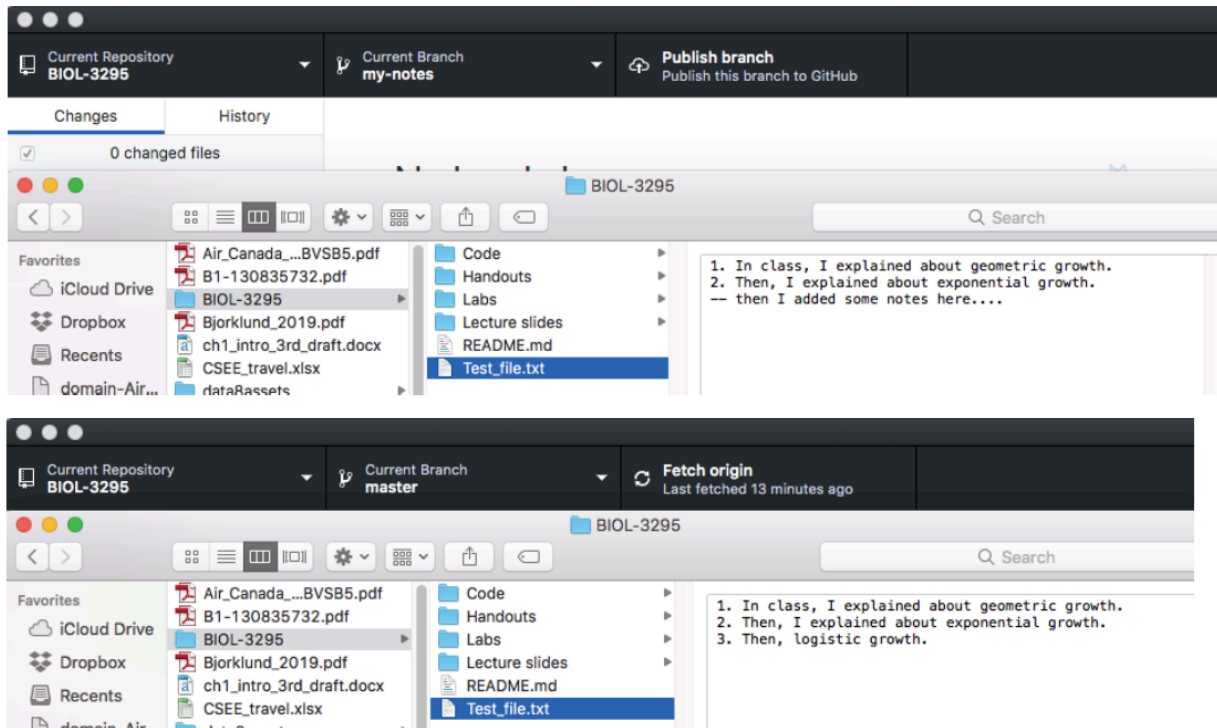 Current Repository
BIOL-3295
Current Branch
my-notes
Publish branch
Publish this branch to GitHub
Changes
History
0 changed files
BIOL-3295
Search
Favorites
iCloud Drive
Dropbox
Recents
domain-Air...
Air_Canada_...BVSB5.pdf
B1-130835732.pdf
BIOL-3295
Bjorklund_2019.pdf
ch1_intro_3rd_draft.docx
CSEE_travel.xlsx
data8assets
Code
Handouts
Labs
Lecture slides
README.md
Test_file.txt
1. In class, I explained about geometric growth.
2. Then, I explained about exponential growth.
-- then I added some notes here....
Current Repository
BIOL-3295
Current Branch
master
Fetch origin
Last fetched 13 minutes ago
BIOL-3295
Search
Favorites
iCloud Drive
Dropbox
Recents
Air_Canada_...BVSB5.pdf
B1-130835732.pdf
BIOL-3295
Bjorklund_2019.pdf
ch1_intro_3rd_draft.docx
CSEE_travel.xlsx
Code
Handouts
Labs
Lecture slides
README.md
Test_file.txt
1. In class, I explained about geometric growth.
2. Then, I explained about exponential growth.
3. Then, logistic growth.